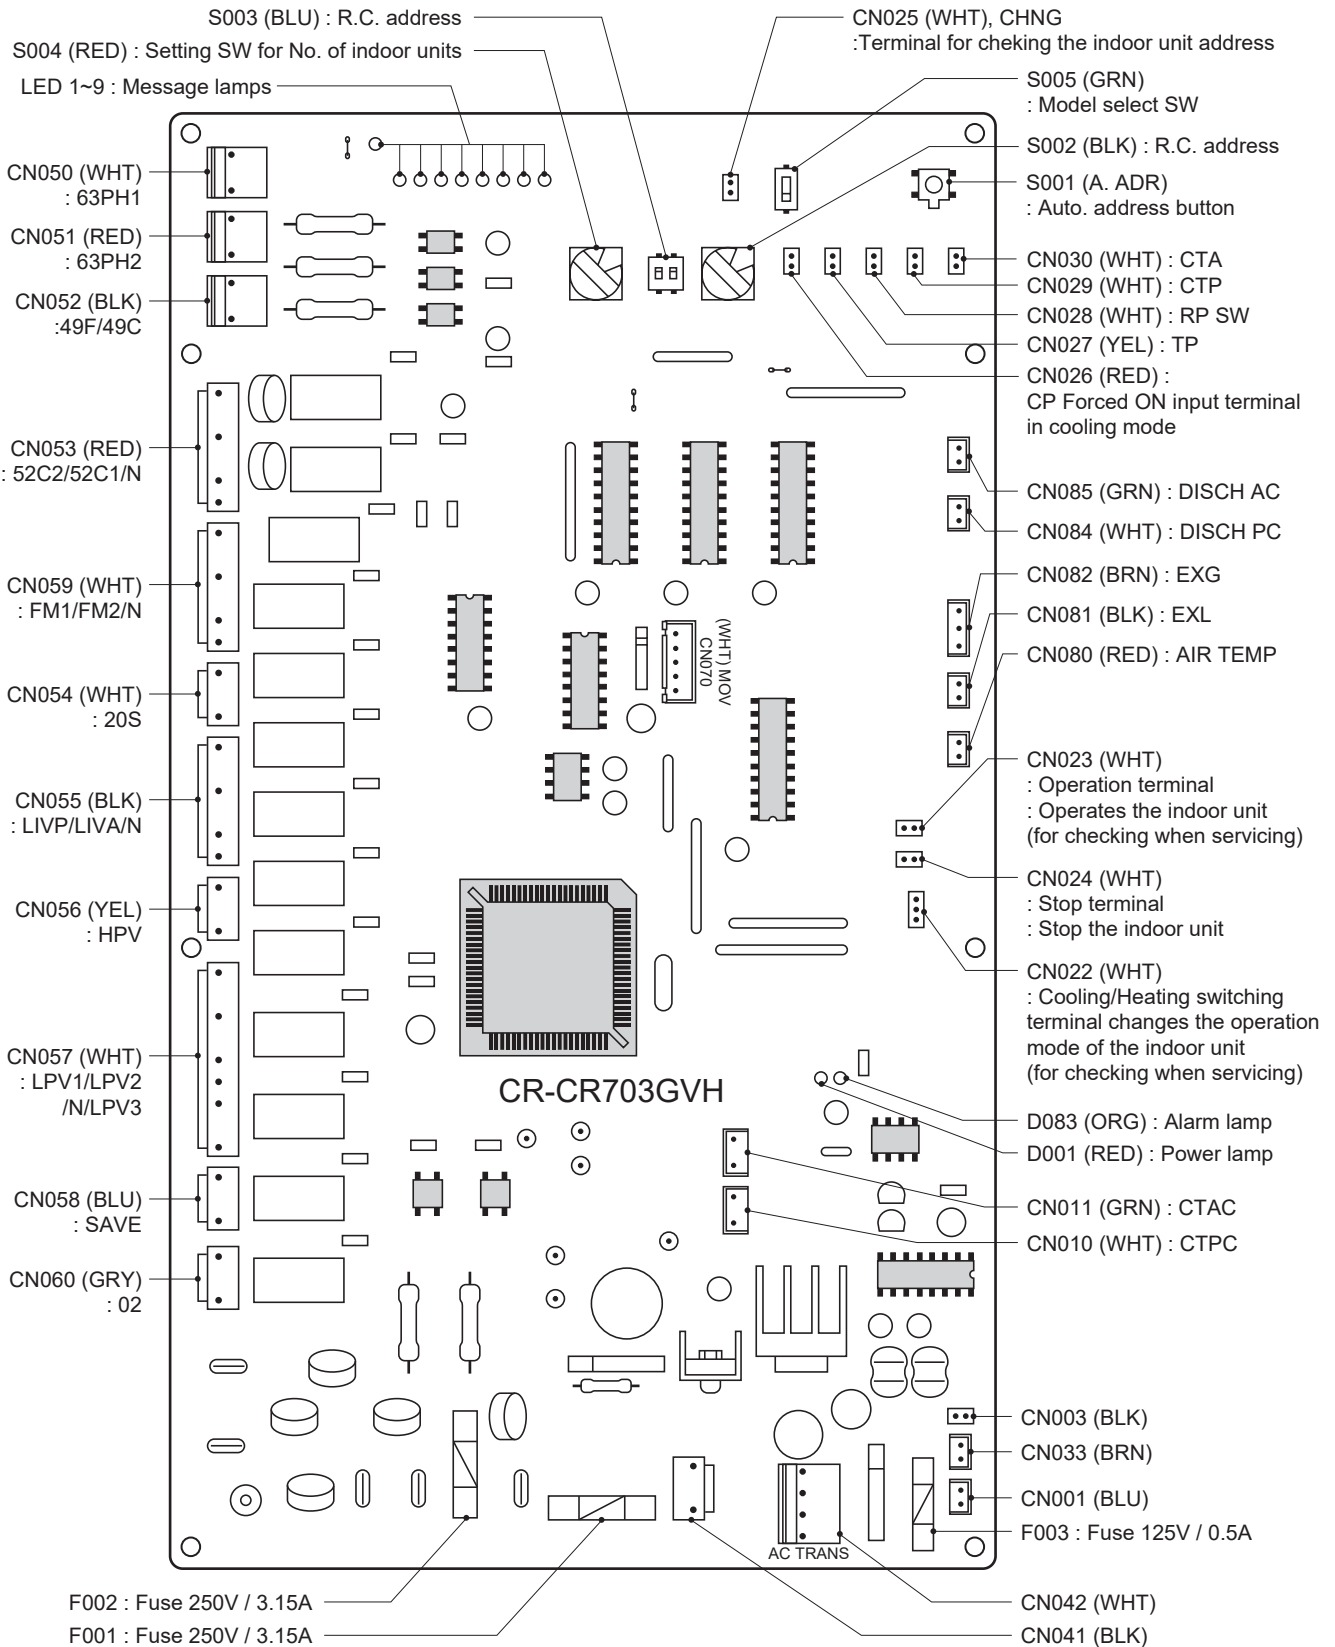 S003 (BLU) : R.C. address
S004 (RED) : Setting SW for No. of indoor units
LED 1~9 : Message lamps
CN050 (WHT)
: 63PH1
CN051 (RED)
: 63PH2
CN052 (BLK)
:49F/49C
CN053 (RED)
: 52C2/52C1/N
CN059 (WHT)
: FM1/FM2/N
CN054 (WHT)
: 20S
CN055 (BLK)
: LIVP/LIVA/N
CN056 (YEL)
: HPV
CN057 (WHT)
: LPV1/LPV2
/N/LPV3
CN058 (BLU)
: SAVE
CN060 (GRY)
: 02
F002 : Fuse 250V / 3.15A
F001 : Fuse 250V / 3.15A
(WHT) MOV
CN070
CR-CR703GVH
AC TRANS
CN025 (WHT), CHNG
:Terminal for cheking the indoor unit address
S005 (GRN)
: Model select SW
S002 (BLK) : R.C. address
S001 (A. ADR)
: Auto. address button
CN030 (WHT) : CTA
CN029 (WHT) : CTP
CN028 (WHT) : RP SW
CN027 (YEL) : TP
CN026 (RED) :
CP Forced ON input terminal
in cooling mode
CN085 (GRN) : DISCH AC
CN084 (WHT) : DISCH PC
CN082 (BRN) : EXG
CN081 (BLK) : EXL
CN080 (RED) : AIR TEMP
CN023 (WHT)
: Operation terminal
: Operates the indoor unit
(for checking when servicing)
CN024 (WHT)
: Stop terminal
: Stop the indoor unit
CN022 (WHT)
: Cooling/Heating switching
terminal changes the operation
mode of the indoor unit
(for checking when servicing)
D083 (ORG) : Alarm lamp
D001 (RED) : Power lamp
CN011 (GRN) : CTAC
CN010 (WHT) : CTPC
CN003 (BLK)
CN033 (BRN)
CN001 (BLU)
F003 : Fuse 125V / 0.5A
CN042 (WHT)
CN041 (BLK)